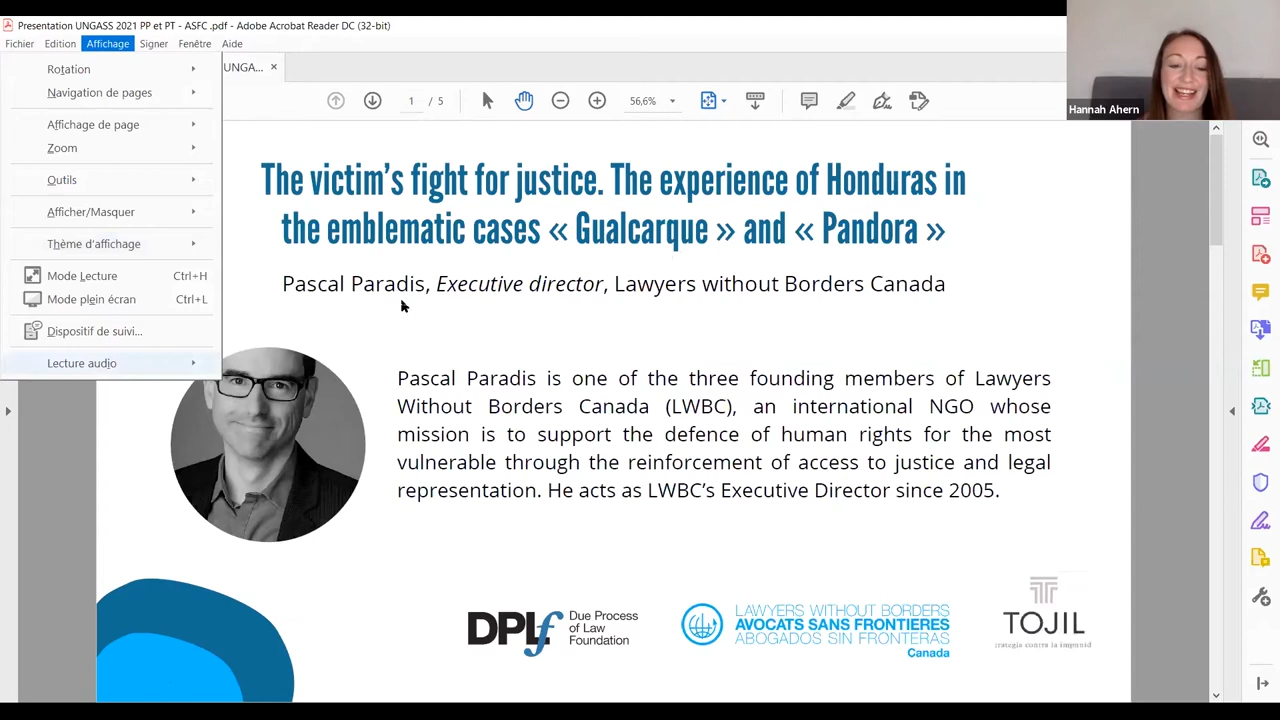 Presentation UNGASS 2021 PP et PT - ASFC .pdf - Adobe Acrobat Reader DC (32-bit)
Fichier Edition Affichage Signer Fenêtre Aide
Rotation
Navigation de pages
Affichage de page
Zoom
Outils
Afficher/Masquer
Thème d'affichage
Mode Lecture Ctrl+H
Mode plein écran Ctrl+L
Dispositif de suivi...
Lecture audio
UNGA... ×
1 / 5 56,6%
Hannah Ahern
The victim's fight for justice. The experience of Honduras in
the emblematic cases « Gualcarque » and « Pandora »
Pascal Paradis, Executive director, Lawyers without Borders Canada
Pascal Paradis is one of the three founding members of Lawyers
Without Borders Canada (LWBC), an international NGO whose
mission is to support the defence of human rights for the most
vulnerable through the reinforcement of access to justice and legal
representation. He acts as LWBC's Executive Director since 2005.
DPLf Due Process
of Law
Foundation
LAWYERS WITHOUT BORDERS
AVOCATS SANS FRONTIERES
ABOGADOS SIN FRONTERAS
Canada
TOJIL
strategia contra la impunid